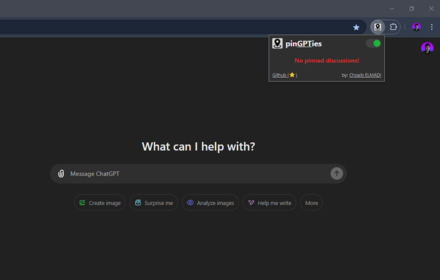 pinGPTies
No pinned discussions!
Github (⭐) by: Chueib ELMADI
What can I help with?
Message ChatGPT
Create image Surprise me Analyze images Help me write More